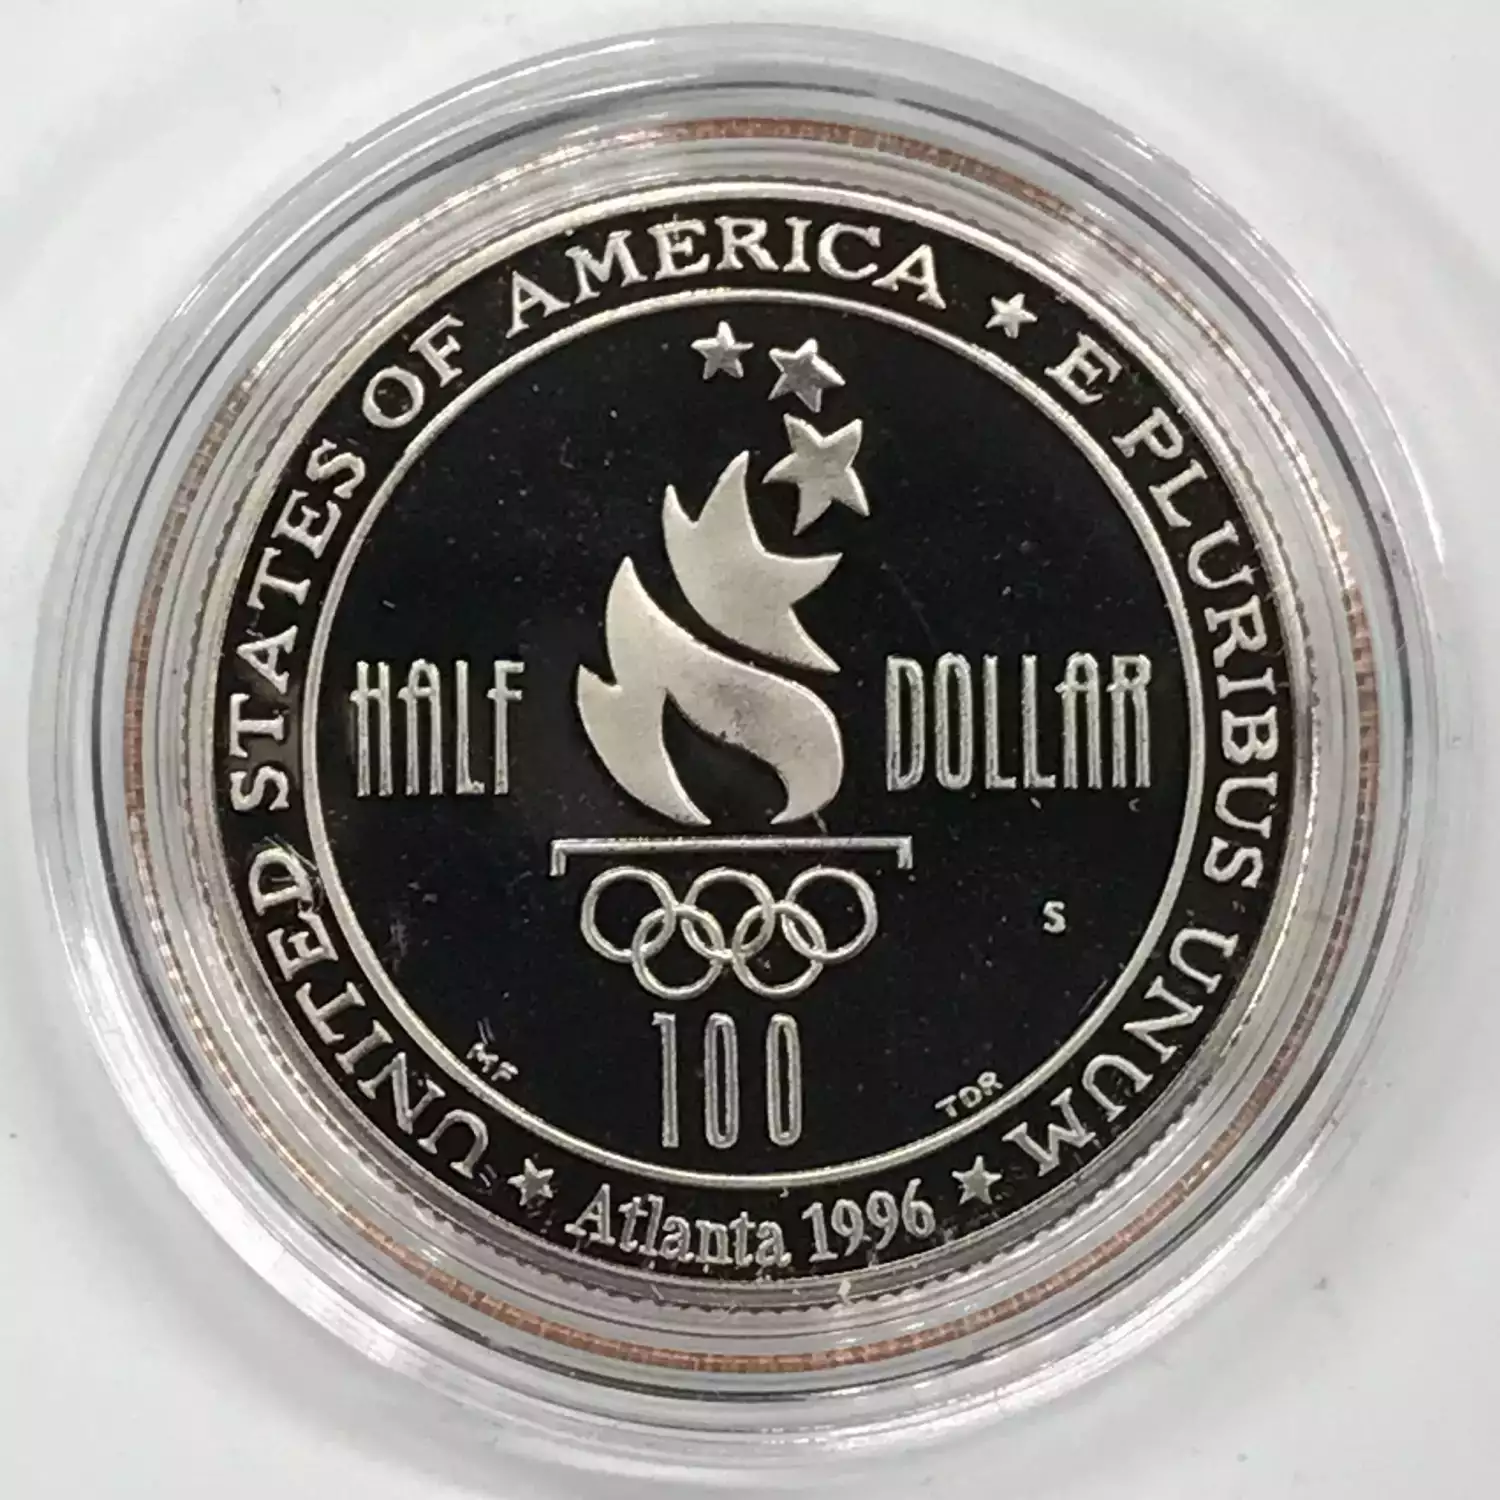 UNITED STATES OF AMERICA ★ E PLURIBUS UNUM ★
HALF DOLLAR
S
100
MF
TDR
★ Atlanta 1996